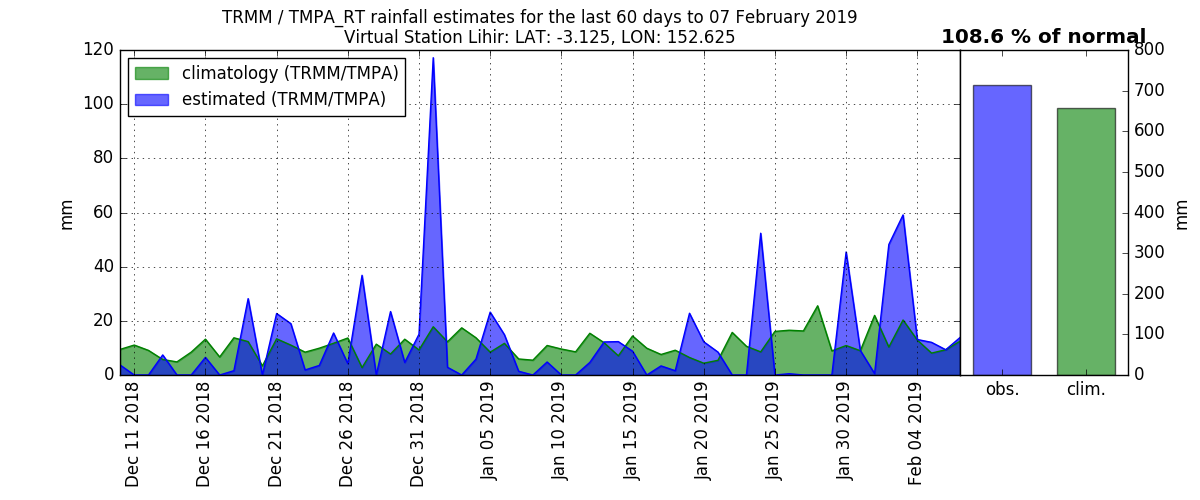 TRMM / TMPA_RT rainfall estimates for the last 60 days to 07 February 2019
Virtual Station Lihir: LAT: -3.125, LON: 152.625
108.6 % of normal
climatology (TRMM/TMPA)
estimated (TRMM/TMPA)
120
100
80
60
40
20
0
mm
Dec 11 2018
Dec 16 2018
Dec 21 2018
Dec 26 2018
Dec 31 2018
Jan 05 2019
Jan 10 2019
Jan 15 2019
Jan 20 2019
Jan 25 2019
Jan 30 2019
Feb 04 2019
obs.
clim.
800
700
600
500
400
300
200
100
0
mm